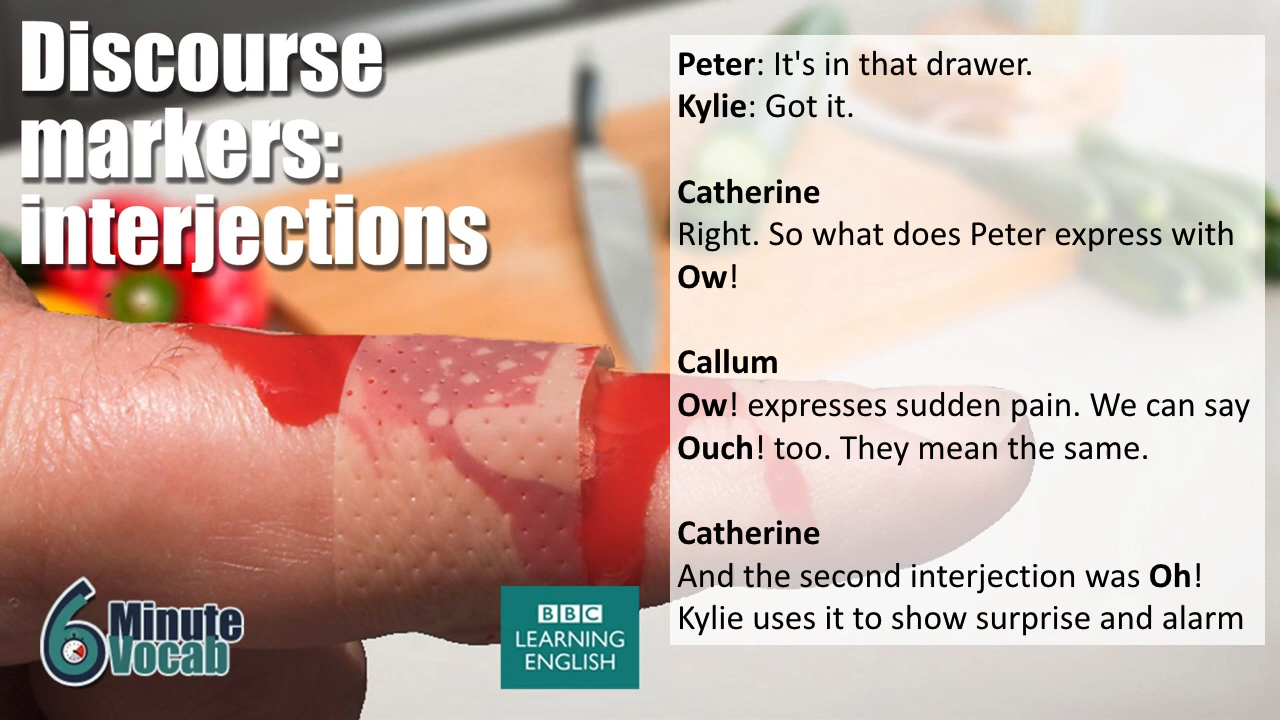 Discourse
markers:
interjections
Peter: It's in that drawer.
Kylie: Got it.
Catherine
Right. So what does Peter express with
Ow!
Callum
Ow! expresses sudden pain. We can say
Ouch! too. They mean the same.
Catherine
And the second interjection was Oh!
Kylie uses it to show surprise and alarm
6 Minute
Vocab
BBC
LEARNING
ENGLISH